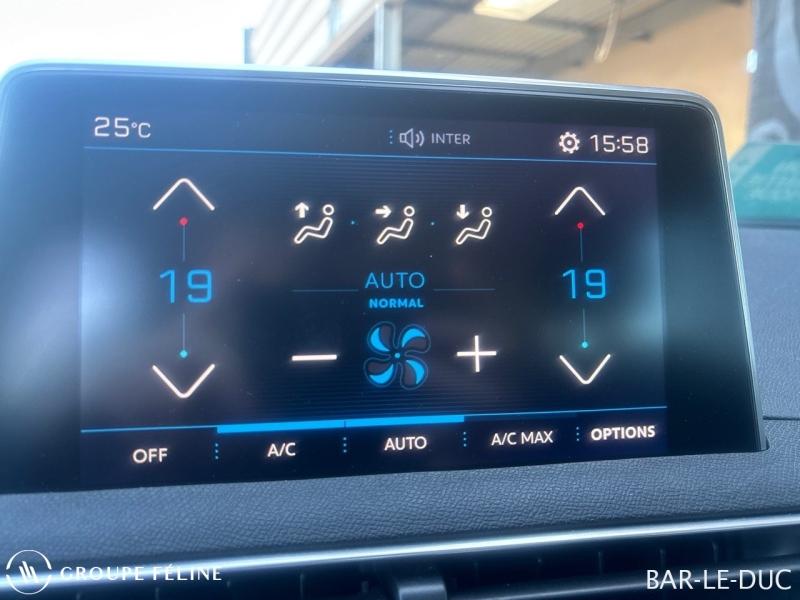 25°C
INTER
15:58
19
AUTO
NORMAL
19
OFF
A/C
AUTO
A/C MAX
OPTIONS
GROUPE FÉLINE
BAR-LE-DUC